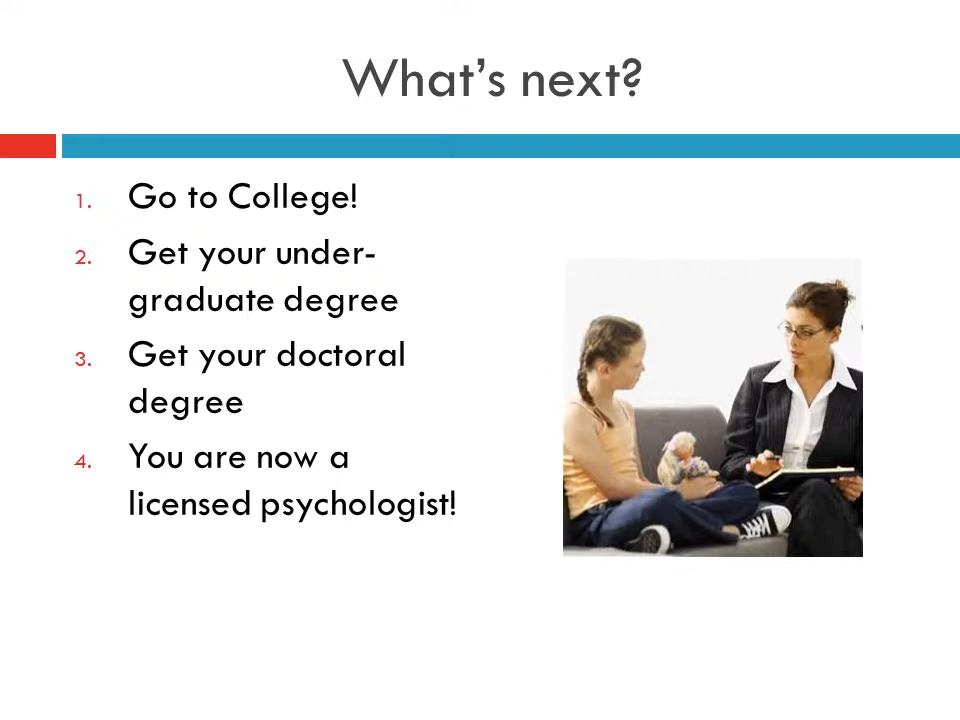 What’s next?
1. Go to College!
2. Get your under-
graduate degree
3. Get your doctoral
degree
4. You are now a
licensed psychologist!